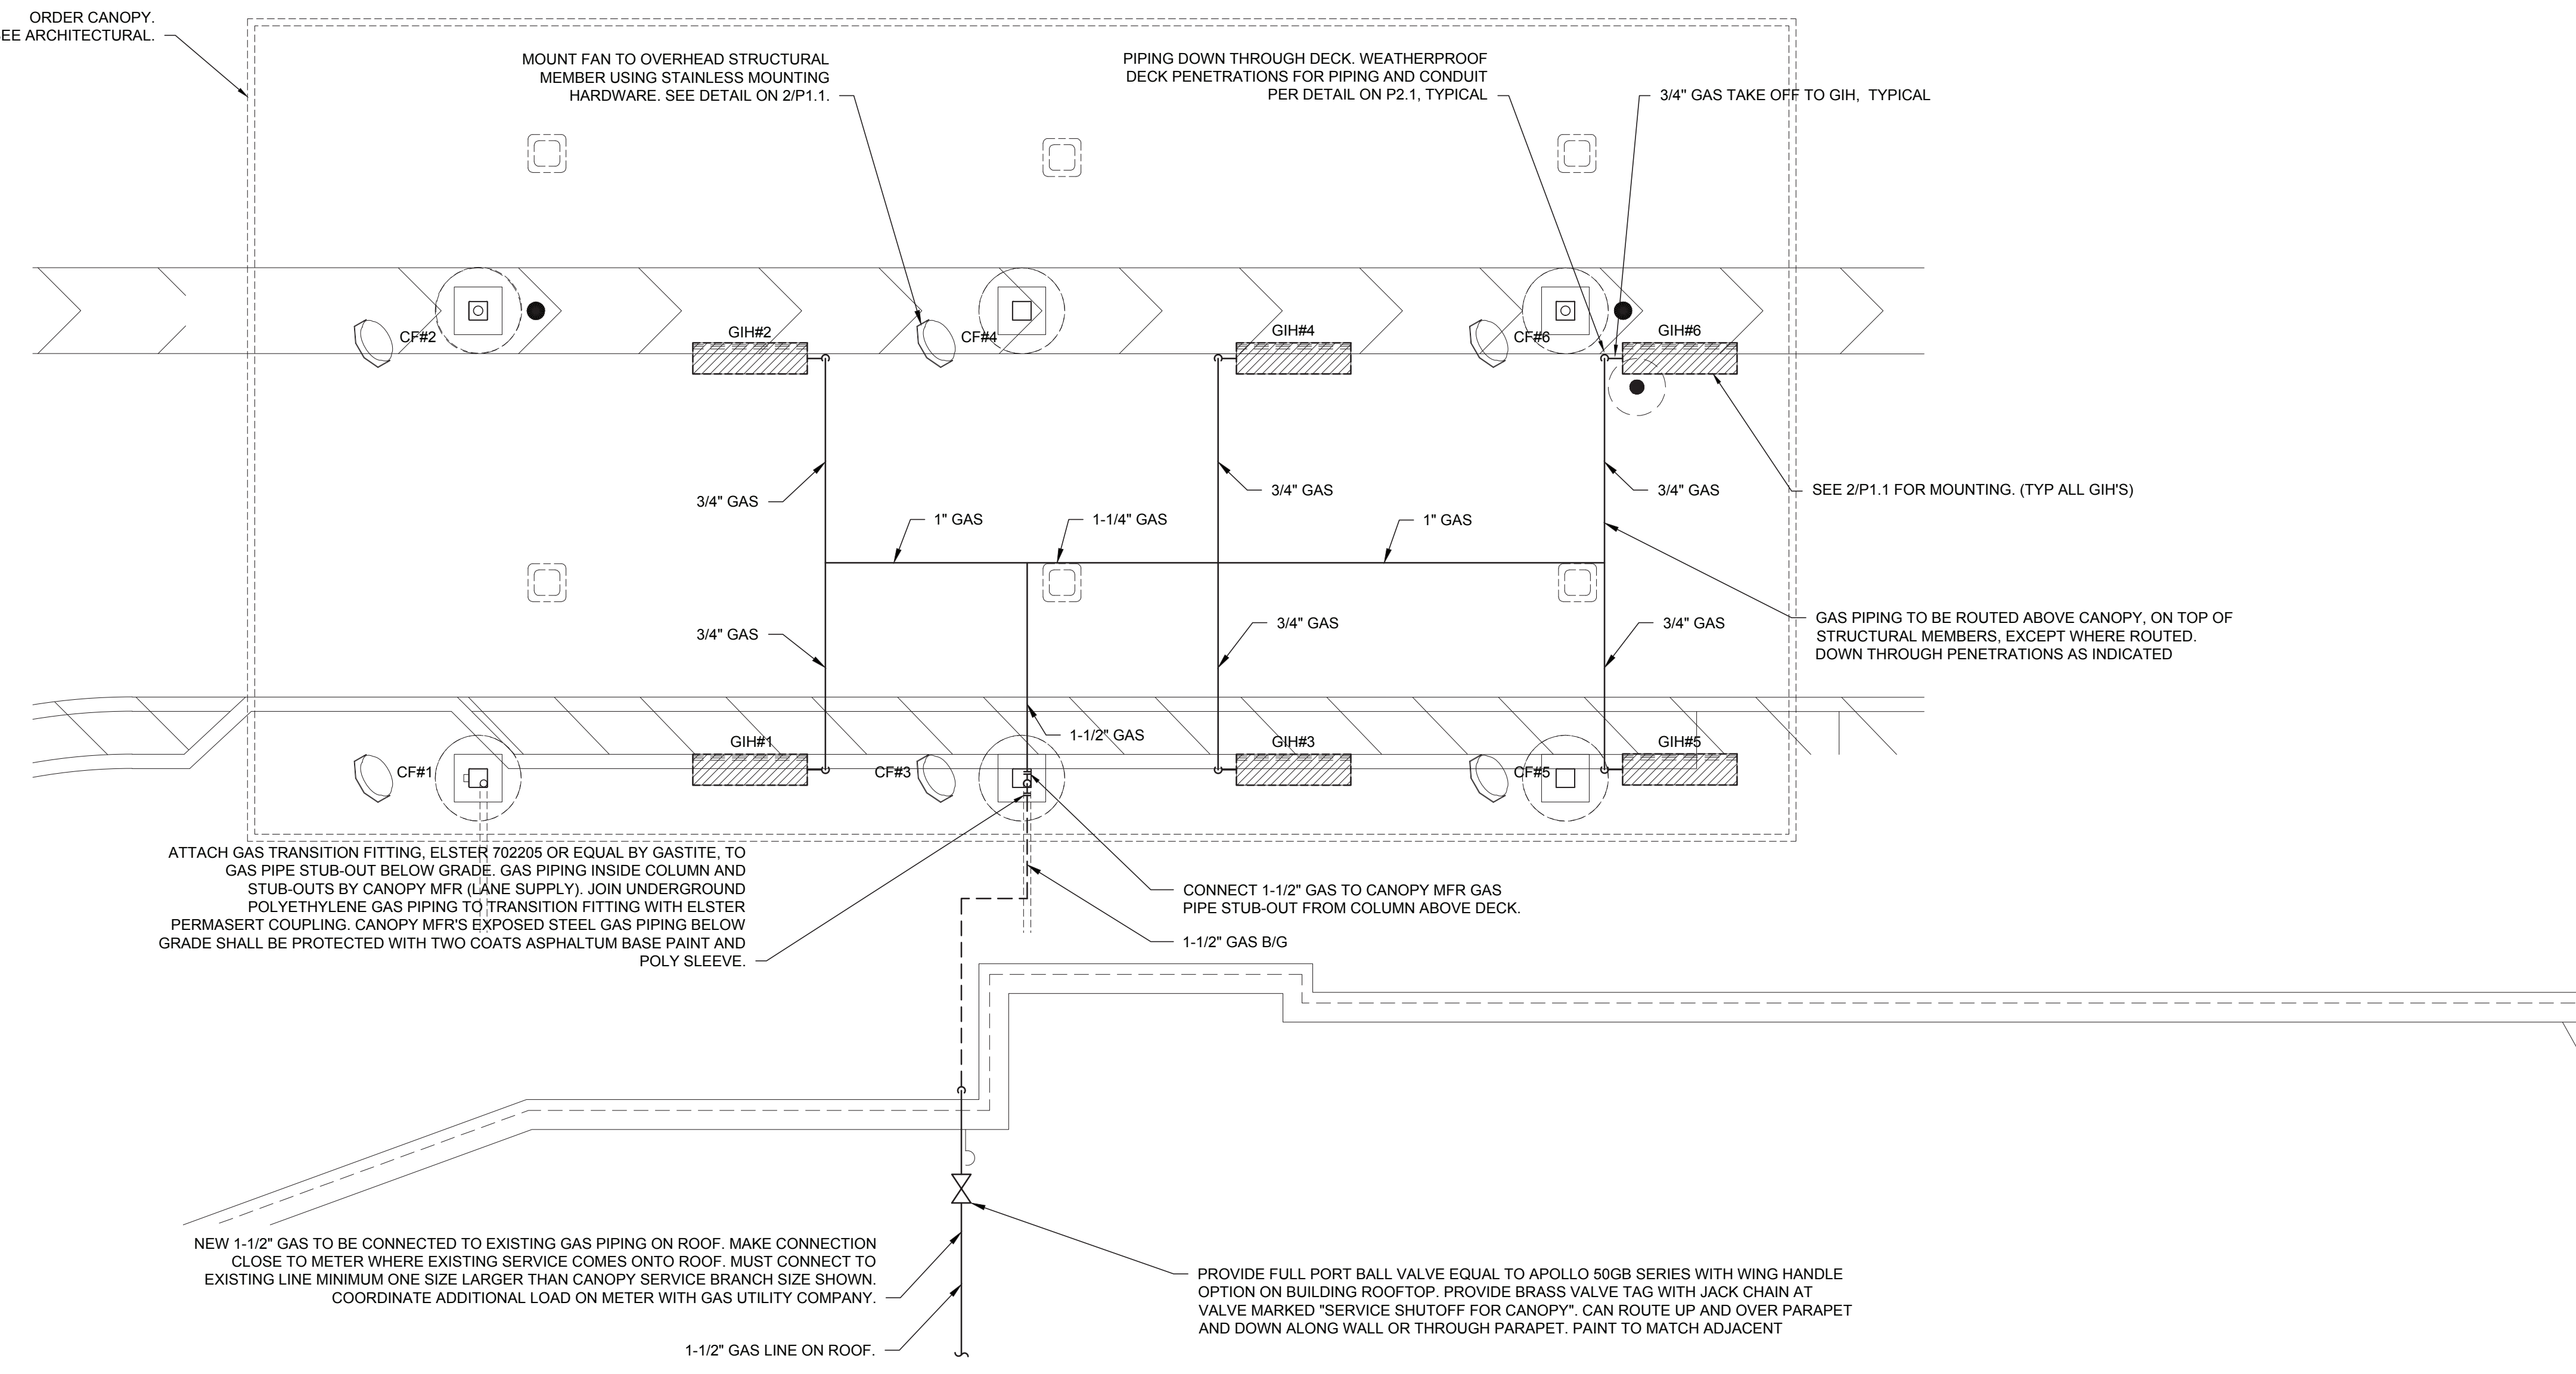 ORDER CANOPY.
SEE ARCHITECTURAL.
MOUNT FAN TO OVERHEAD STRUCTURAL
MEMBER USING STAINLESS MOUNTING
HARDWARE. SEE DETAIL ON 2/P1.1.
PIPING DOWN THROUGH DECK. WEATHERPROOF
DECK PENETRATIONS FOR PIPING AND CONDUIT
PER DETAIL ON P2.1, TYPICAL
3/4" GAS TAKE OFF TO GIH, TYPICAL
CF#2
GIH#2
CF#4
GIH#4
CF#6
GIH#6
3/4" GAS
3/4" GAS
3/4" GAS
SEE 2/P1.1 FOR MOUNTING. (TYP ALL GIH'S)
1" GAS
1-1/4" GAS
1" GAS
3/4" GAS
3/4" GAS
3/4" GAS
GAS PIPING TO BE ROUTED ABOVE CANOPY, ON TOP OF
STRUCTURAL MEMBERS, EXCEPT WHERE ROUTED.
DOWN THROUGH PENETRATIONS AS INDICATED
1-1/2" GAS
CF#1
GIH#1
CF#3
GIH#3
CF#5
GIH#5
ATTACH GAS TRANSITION FITTING, ELSTER 702205 OR EQUAL BY GASTITE, TO
GAS PIPE STUB-OUT BELOW GRADE. GAS PIPING INSIDE COLUMN AND
STUB-OUTS BY CANOPY MFR (LANE SUPPLY). JOIN UNDERGROUND
POLYETHYLENE GAS PIPING TO TRANSITION FITTING WITH ELSTER
PERMASERT COUPLING. CANOPY MFR'S EXPOSED STEEL GAS PIPING BELOW
GRADE SHALL BE PROTECTED WITH TWO COATS ASPHALTUM BASE PAINT AND
POLY SLEEVE.
CONNECT 1-1/2" GAS TO CANOPY MFR GAS
PIPE STUB-OUT FROM COLUMN ABOVE DECK.
1-1/2" GAS B/G
NEW 1-1/2" GAS TO BE CONNECTED TO EXISTING GAS PIPING ON ROOF. MAKE CONNECTION
CLOSE TO METER WHERE EXISTING SERVICE COMES ONTO ROOF. MUST CONNECT TO
EXISTING LINE MINIMUM ONE SIZE LARGER THAN CANOPY SERVICE BRANCH SIZE SHOWN.
COORDINATE ADDITIONAL LOAD ON METER WITH GAS UTILITY COMPANY.
1-1/2" GAS LINE ON ROOF.
PROVIDE FULL PORT BALL VALVE EQUAL TO APOLLO 50GB SERIES WITH WING HANDLE
OPTION ON BUILDING ROOFTOP. PROVIDE BRASS VALVE TAG WITH JACK CHAIN AT
VALVE MARKED "SERVICE SHUTOFF FOR CANOPY". CAN ROUTE UP AND OVER PARAPET
AND DOWN ALONG WALL OR THROUGH PARAPET. PAINT TO MATCH ADJACENT